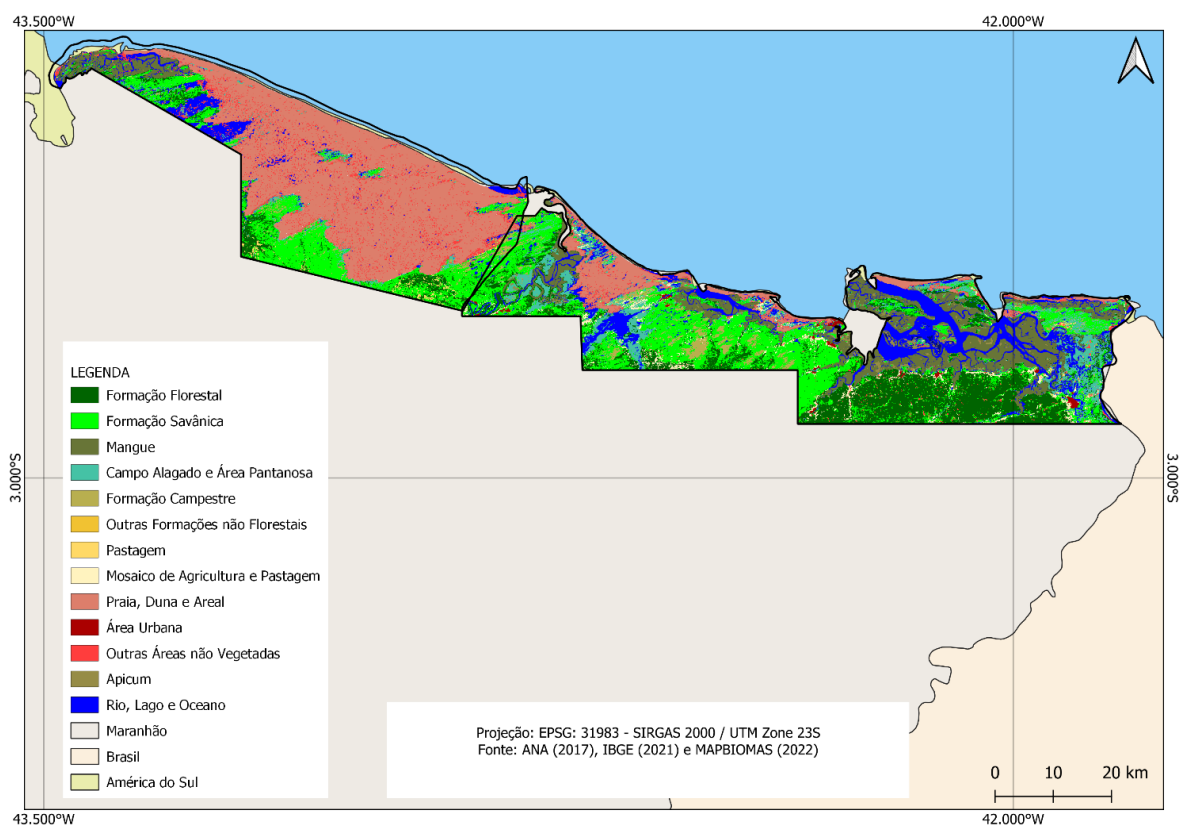 43.500°W
42.000°W
LEGENDA
Formação Florestal
Formação Savânica
Mangue
Campo Alagado e Área Pantanosa
Formação Campestre
Outras Formações não Florestais
Pastagem
Mosaico de Agricultura e Pastagem
Praia, Duna e Areal
Área Urbana
Outras Áreas não Vegetadas
Apicum
Rio, Lago e Oceano
Maranhão
Brasil
América do Sul
3.000°S
3.000°S
Projeção: EPSG: 31983 - SIRGAS 2000 / UTM Zone 23S
Fonte: ANA (2017), IBGE (2021) e MAPBIOMAS (2022)
0 10 20 km
43.500°W
42.000°W